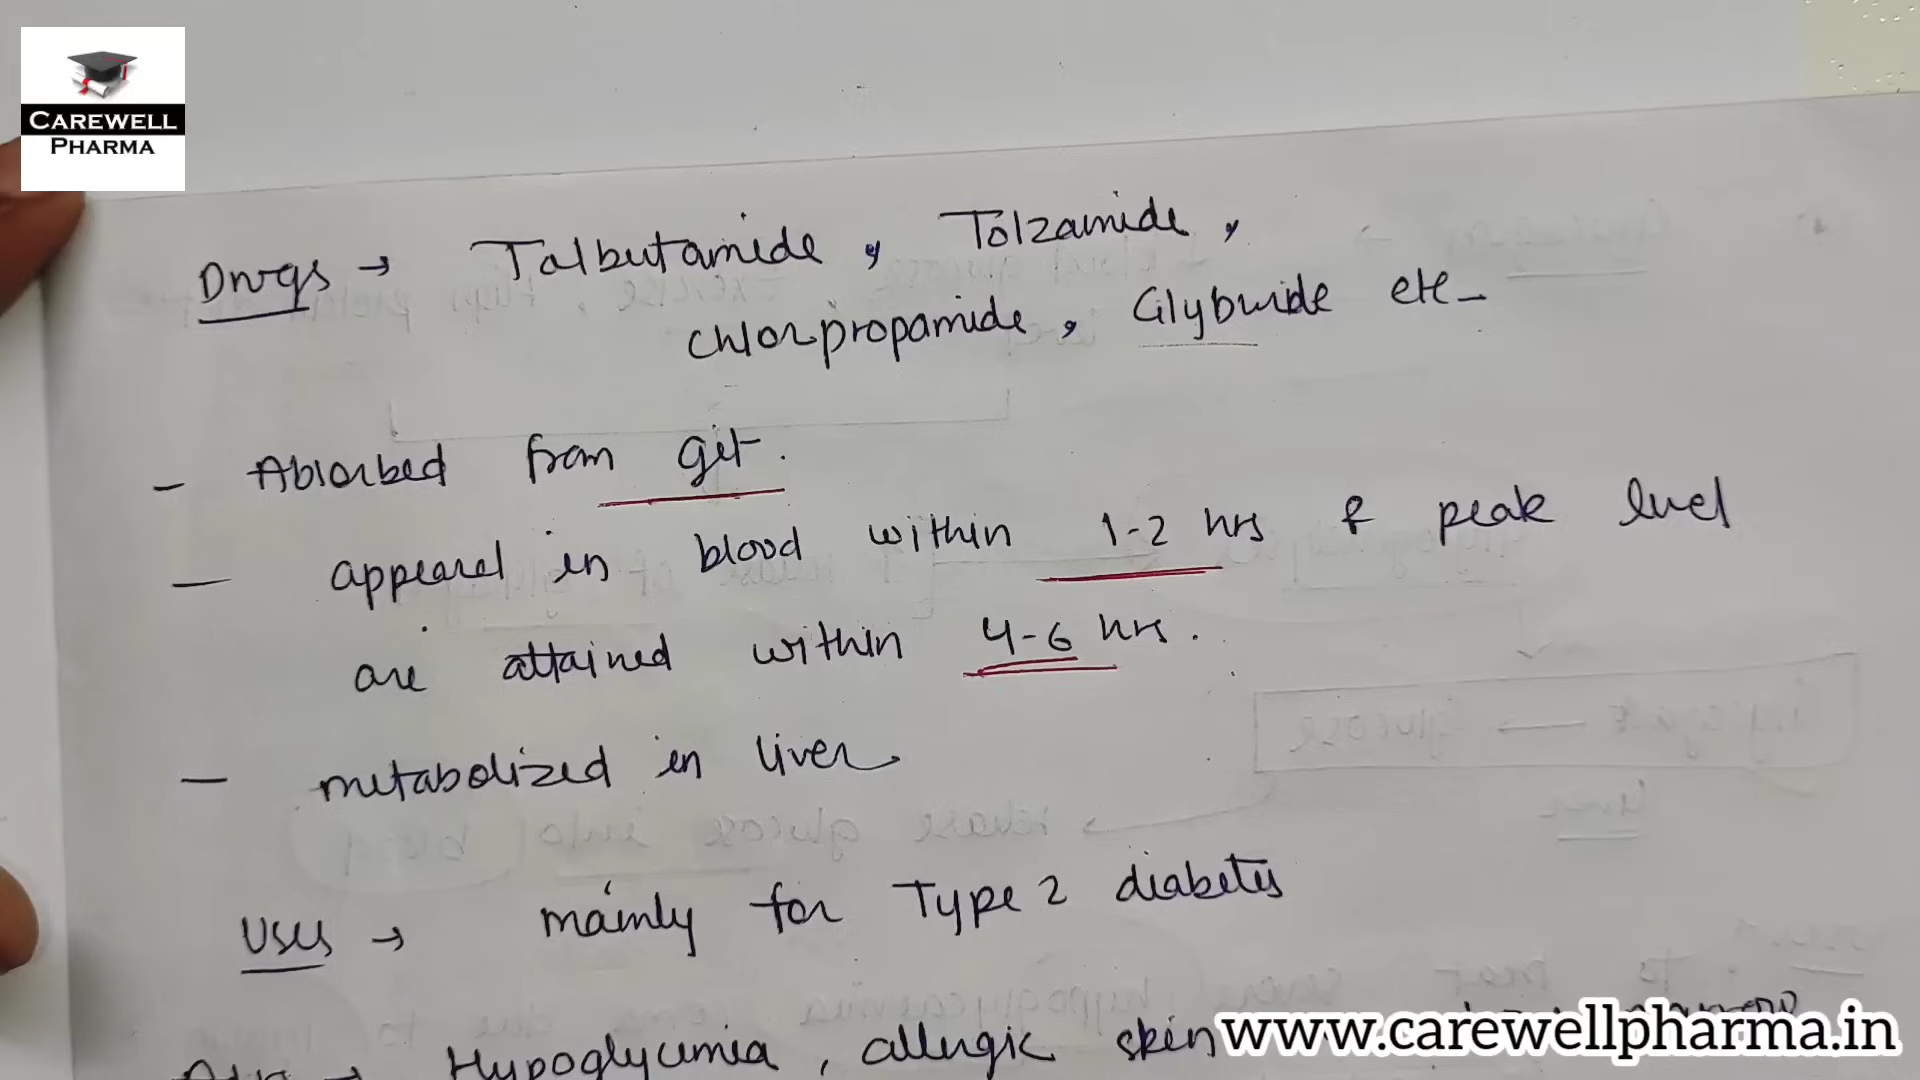 CAREWELL
PHARMA
Drugs → Talbutamide, Tolzamide,
Chlorpropamide, Glyburide etc-
- Absorbed from git.
- appeared in blood within 1-2 hrs & peak level
are attained within 4-6 hrs.
- metabolized in liver
Uses → mainly for Type 2 diabetes
→ Hypoglycemia, allergic skin
www.carewellpharma.in